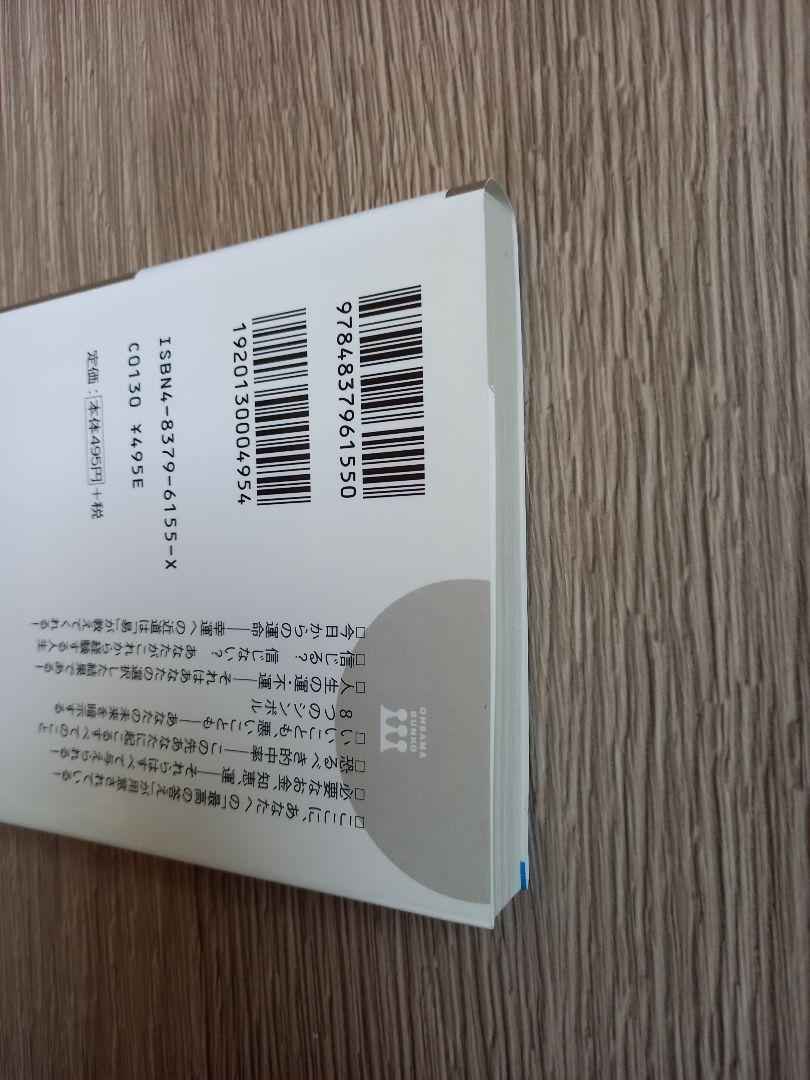 9784837961550
1920130004954
ISBN4-8379-6155-X
C0130 ¥495E
定価：本体495円＋税
□今日からの運命──幸運への近道は「易」が教えてくれる！
□信じる？ 信じない？ あなたがこれから経験する人生
□人生の運・不運──それはあなたの選択した結果である！
8つのシンボル
□いいことも、悪いことも──あなたの未来を暗示する
□恐るべき的中率──この先あなたに起こるすべてのこと
□必要なお金、知恵、運──それらはすべて与えられる！
□ここに、あなたへの「最高の答え」が用意されている！
OHSAMA
BUNKO